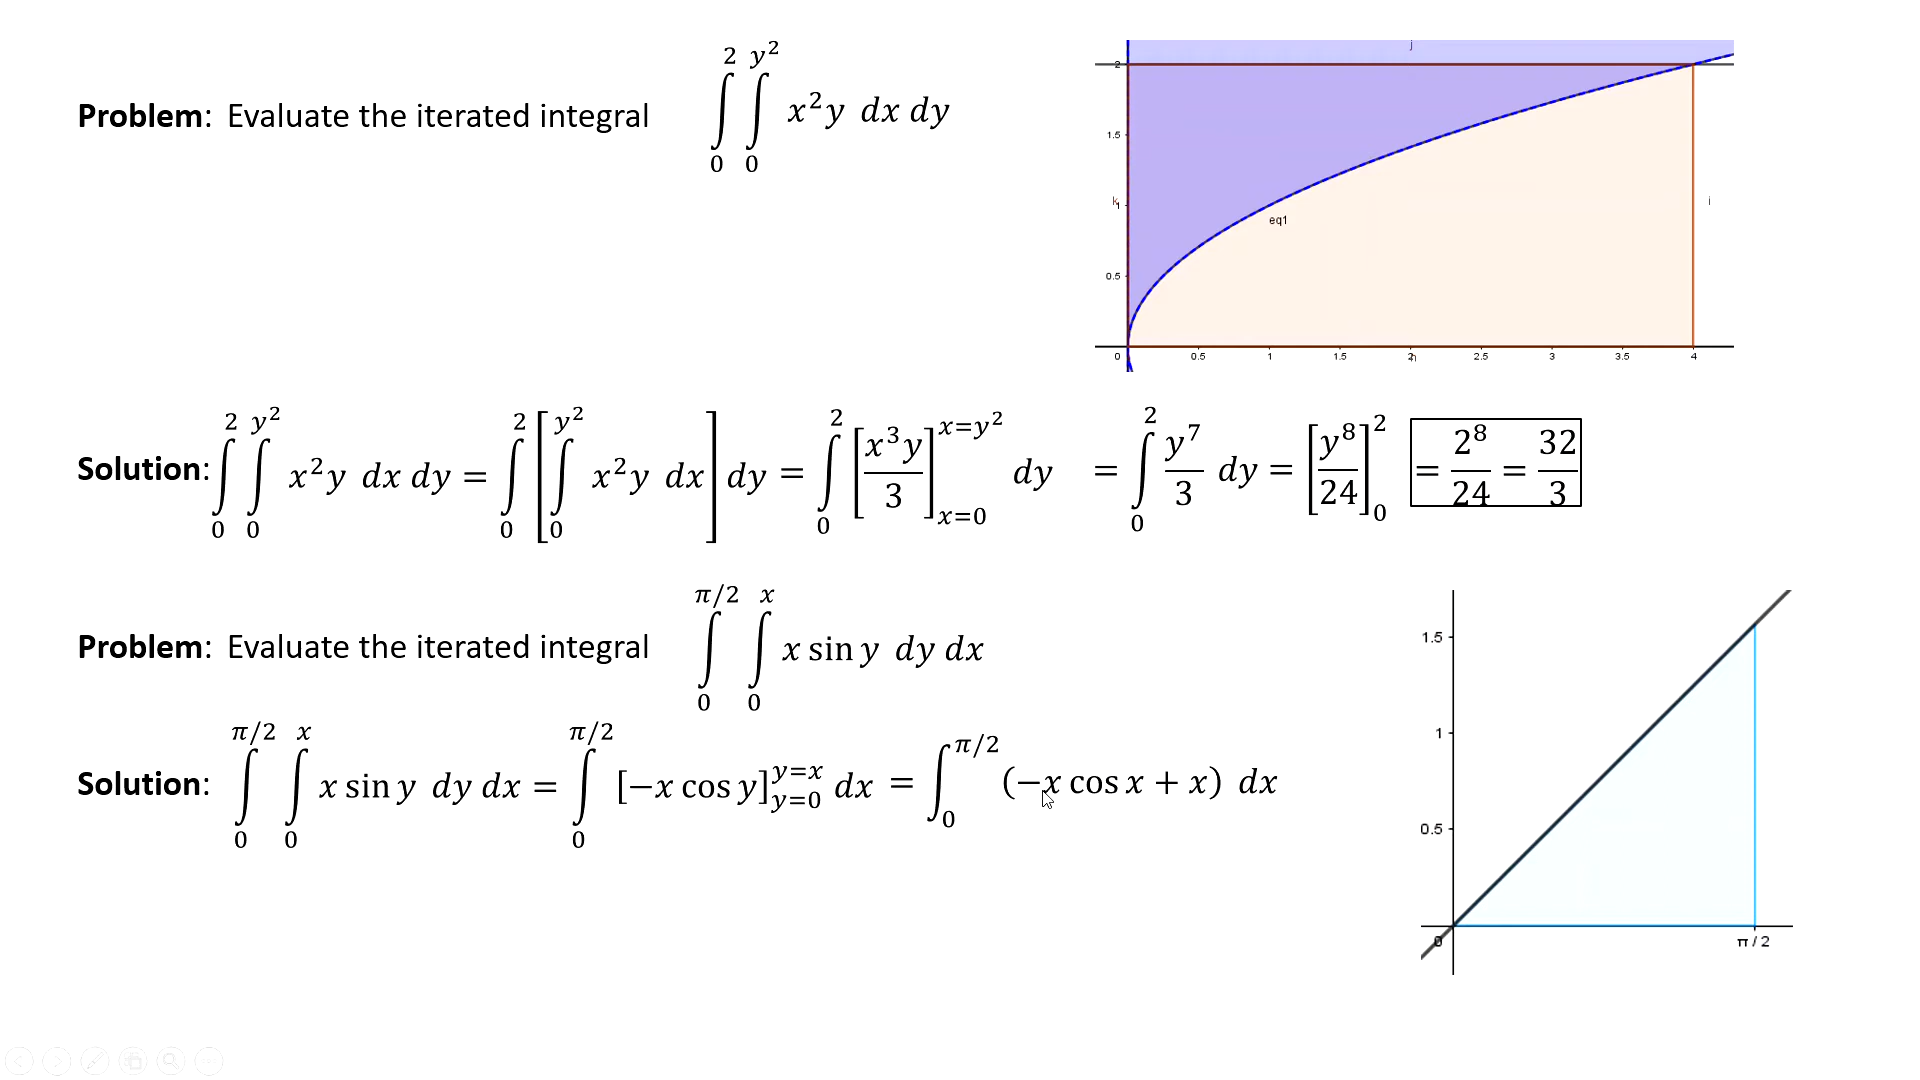 Problem: Evaluate the iterated integral ∫₀² ∫₀^{y²} x²y dx dy
j
2
1.5
k
1
i
eq1
0.5
0 0.5 1 1.5 2 h 2.5 3 3.5 4
Solution: ∫₀² ∫₀^{y²} x²y dx dy = ∫₀² [∫₀^{y²} x²y dx] dy = ∫₀² [x³y/3]_{x=0}^{x=y²} dy = ∫₀² y⁷/3 dy = [y⁸/24]₀² = 2⁸/24 = 32/3
Problem: Evaluate the iterated integral ∫₀^{π/2} ∫₀^{x} x sin y dy dx
Solution: ∫₀^{π/2} ∫₀^{x} x sin y dy dx = ∫₀^{π/2} [−x cos y]_{y=0}^{y=x} dx = ∫₀^{π/2} (−x cos x + x) dx
1.5
1
0.5
0 π / 2